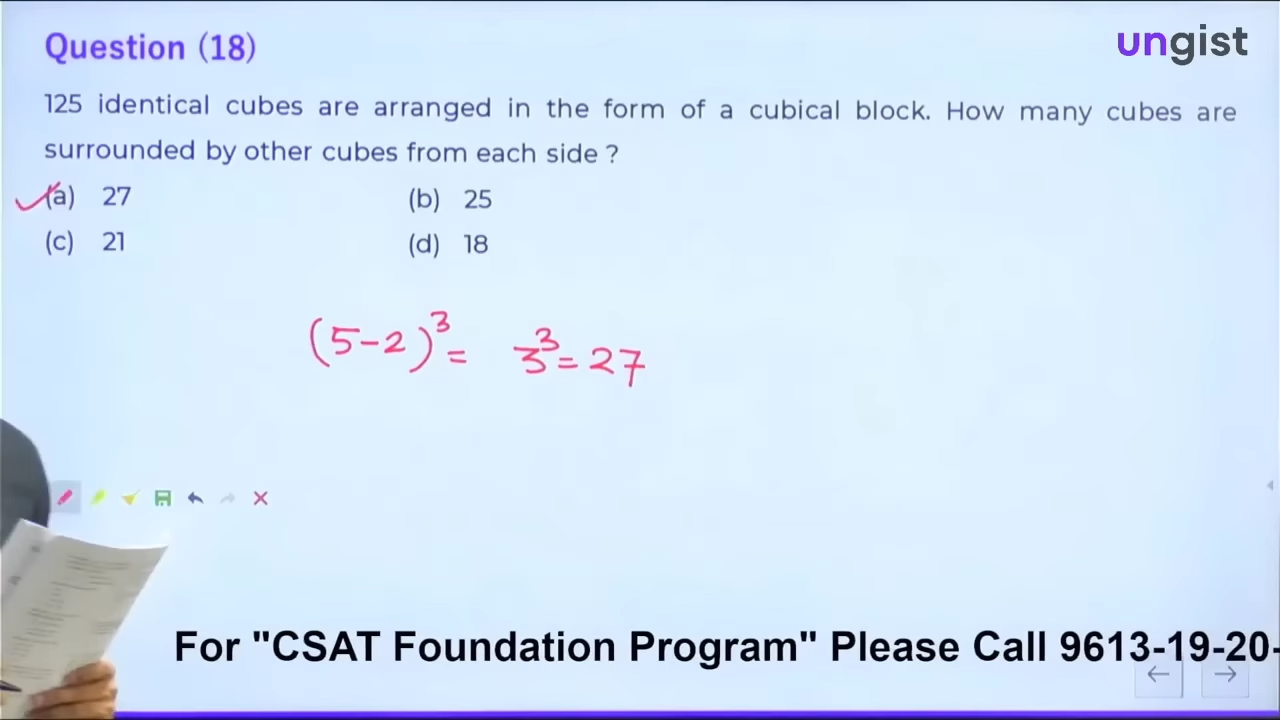 Question (18)
ungist
125 identical cubes are arranged in the form of a cubical block. How many cubes are
surrounded by other cubes from each side ?
(a) 27
(b) 25
(c) 21
(d) 18
(5-2)³ = 3³ = 27
For "CSAT Foundation Program" Please Call 9613-19-20-